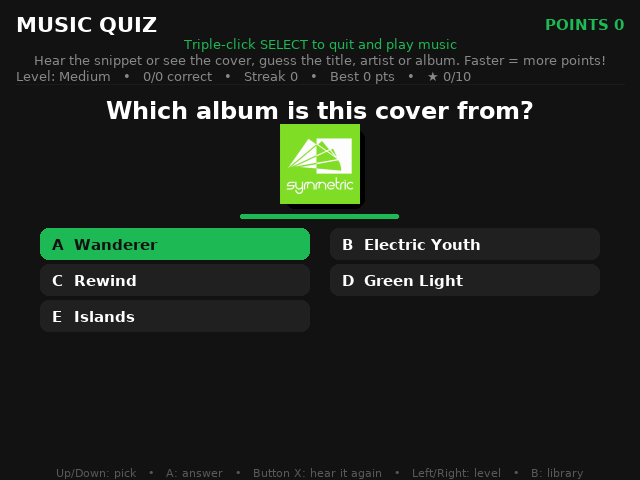 MUSIC QUIZ
POINTS 0
Triple-click SELECT to quit and play music
Hear the snippet or see the cover, guess the title, artist or album. Faster = more points!
Level: Medium • 0/0 correct • Streak 0 • Best 0 pts • ★ 0/10
Which album is this cover from?
symmetric
A Wanderer
B Electric Youth
C Rewind
D Green Light
E Islands
Up/Down: pick • A: answer • Button X: hear it again • Left/Right: level • B: library